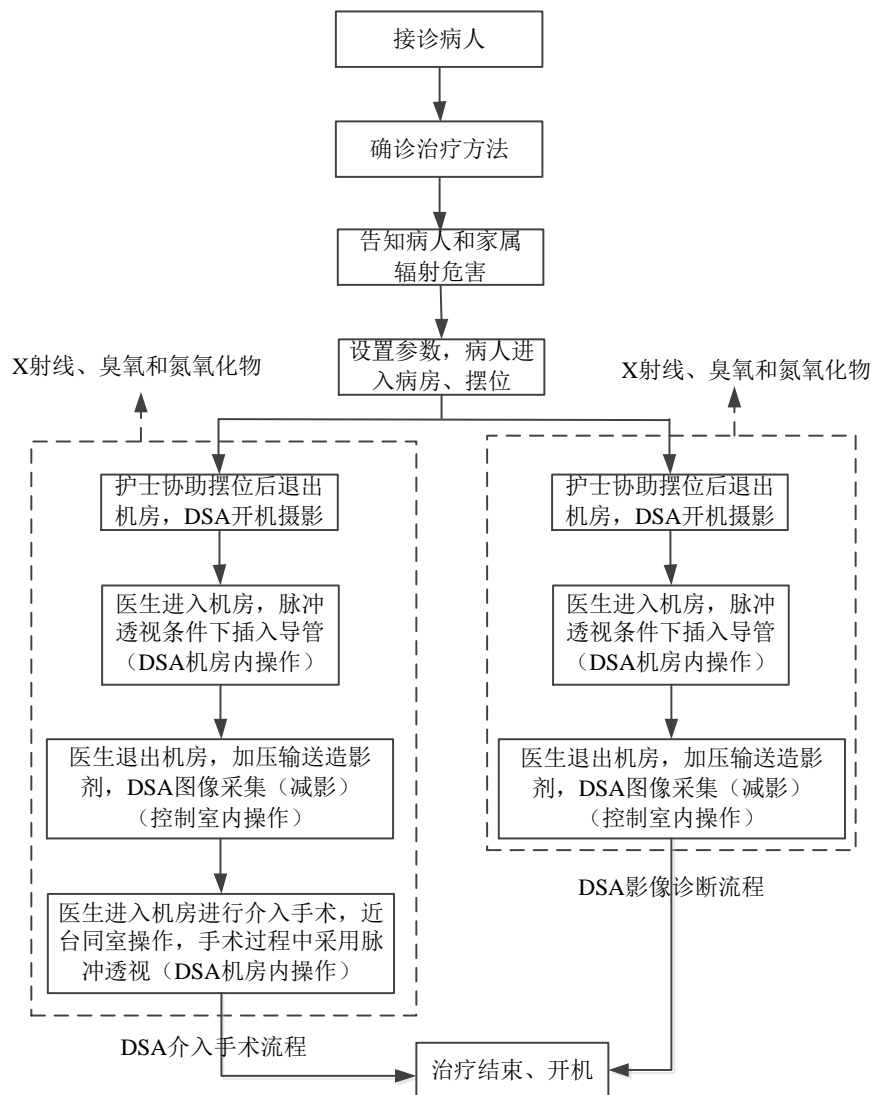 接诊病人
确诊治疗方法
告知病人和家属
辐射危害
设置参数，病人进
入病房、摆位
X射线、臭氧和氮氧化物
X射线、臭氧和氮氧化物
护士协助摆位后退出
机房，DSA开机摄影
医生进入机房，脉冲
透视条件下插入导管
（DSA机房内操作）
医生退出机房，加压输送造影
剂，DSA图像采集（减影）
（控制室内操作）
医生进入机房进行介入手术，近
台同室操作，手术过程中采用脉
冲透视（DSA机房内操作）
DSA介入手术流程
护士协助摆位后退出
机房，DSA开机摄影
医生进入机房，脉冲
透视条件下插入导管
（DSA机房内操作）
医生退出机房，加压输送造影
剂，DSA图像采集（减影）
（控制室内操作）
DSA影像诊断流程
治疗结束、开机